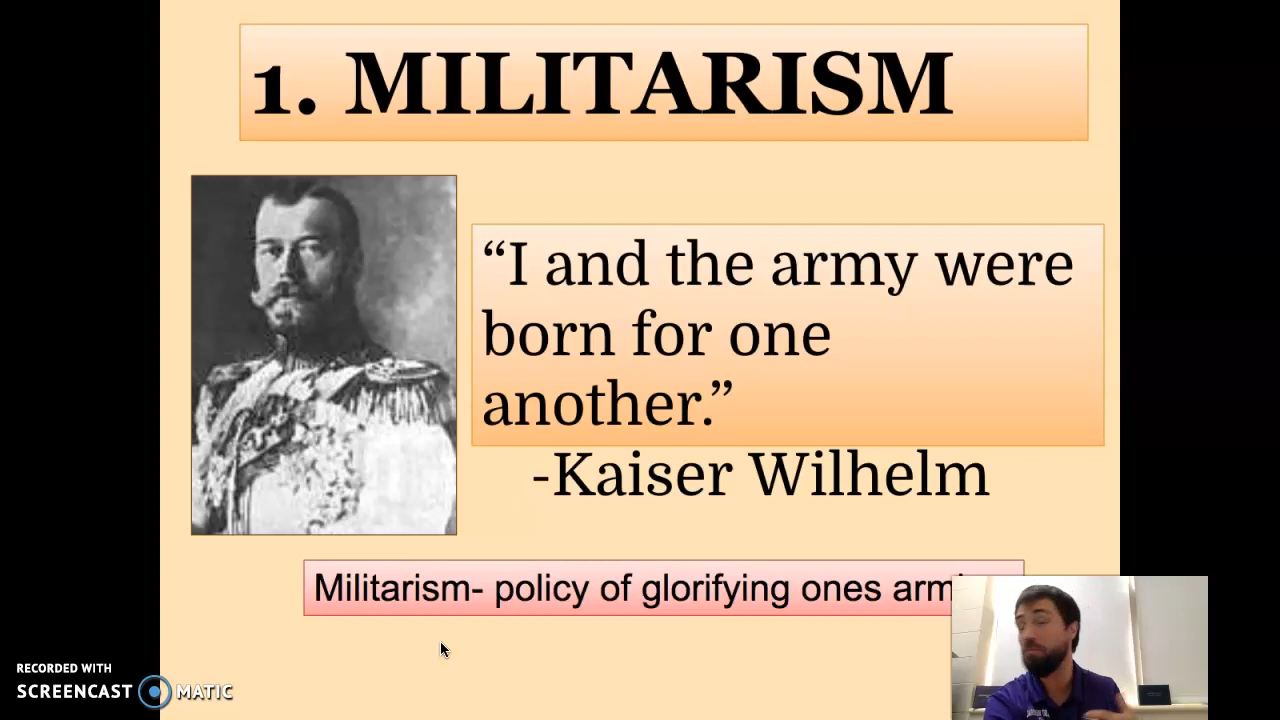 1. MILITARISM
“I and the army were
born for one
another.”
-Kaiser Wilhelm
Militarism- policy of glorifying ones
RECORDED WITH
SCREENCAST MATIC